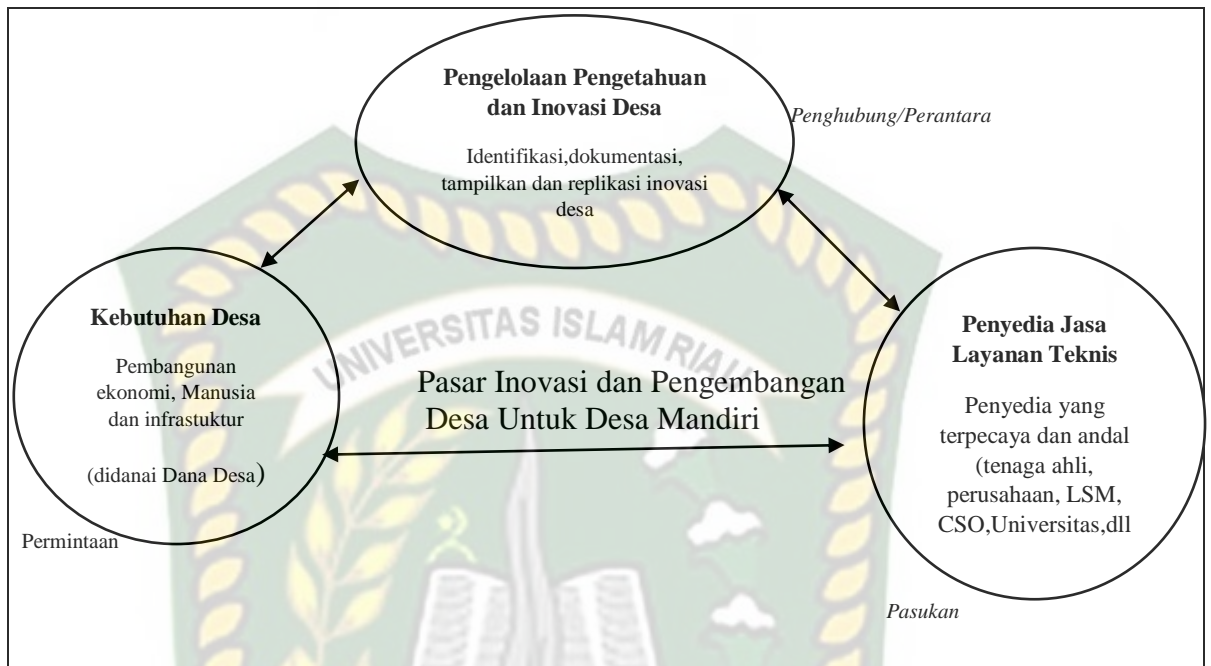 Pengelolaan Pengetahuan
dan Inovasi Desa
Identifikasi,dokumentasi,
tampilkan dan replikasi inovasi
desa
Penghubung/Perantara
Kebutuhan Desa
Pembangunan
ekonomi, Manusia
dan infrastuktur
(didanai Dana Desa)
Permintaan
UNIVERSITAS ISLAM RIAU
Pasar Inovasi dan Pengembangan
Desa Untuk Desa Mandiri
Penyedia Jasa
Layanan Teknis
Penyedia yang
terpecaya dan andal
(tenaga ahli,
perusahaan, LSM,
CSO,Universitas,dll
Pasukan